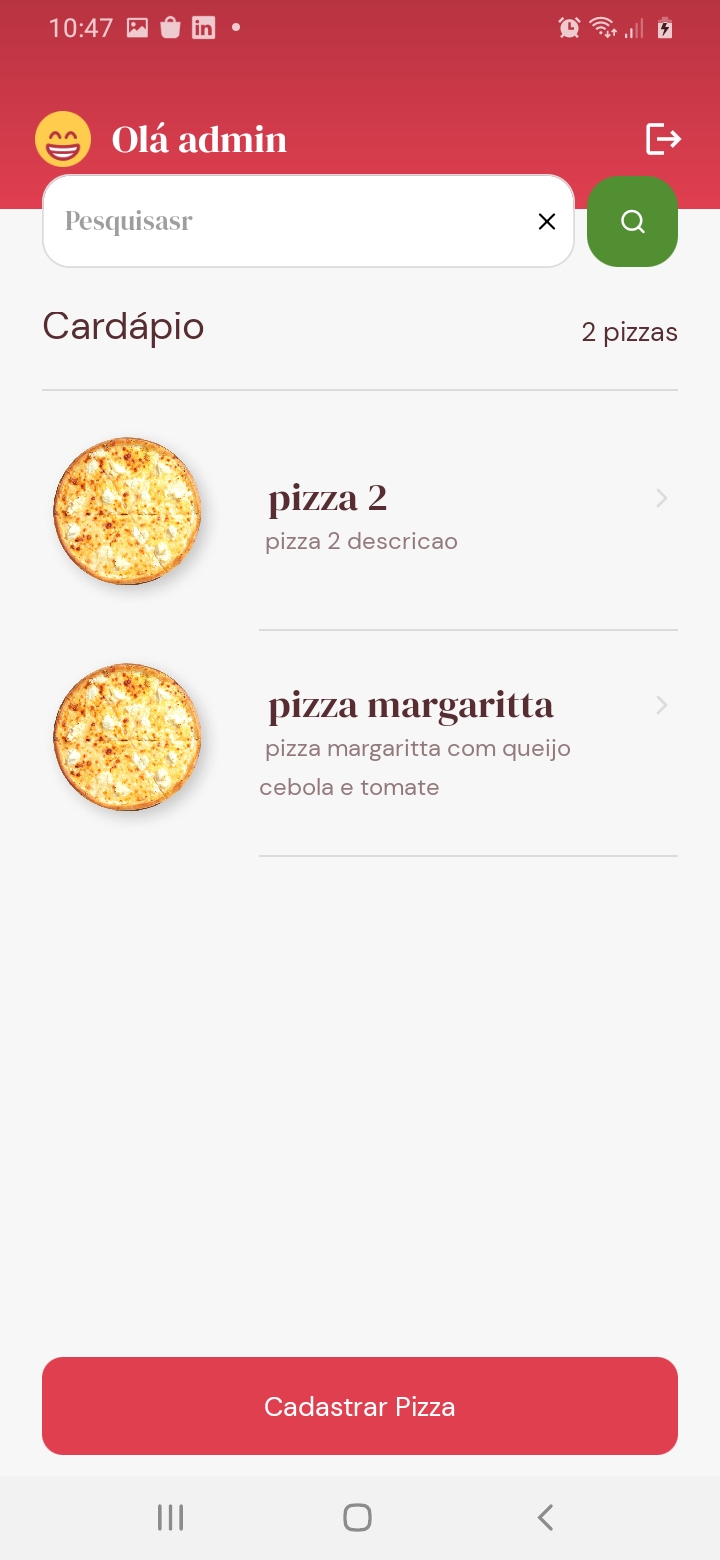 10:47
Olá admin
Pesquisasr
Cardápio
2 pizzas
pizza 2
pizza 2 descricao
pizza margaritta
pizza margaritta com queijo
cebola e tomate
Cadastrar Pizza